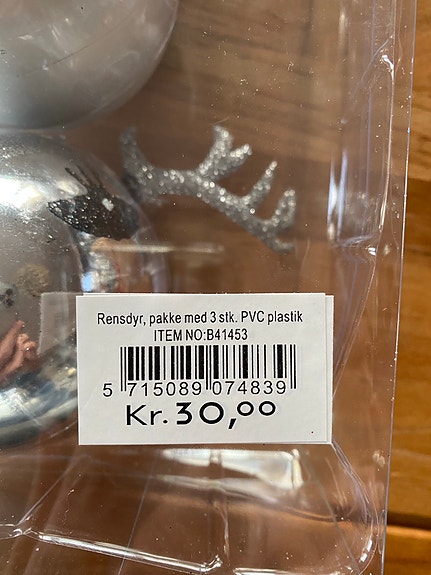 Rensdyr, pakke med 3 stk. PVC plastik
ITEM NO:B41453
5 715089 074839
Kr. 30,00